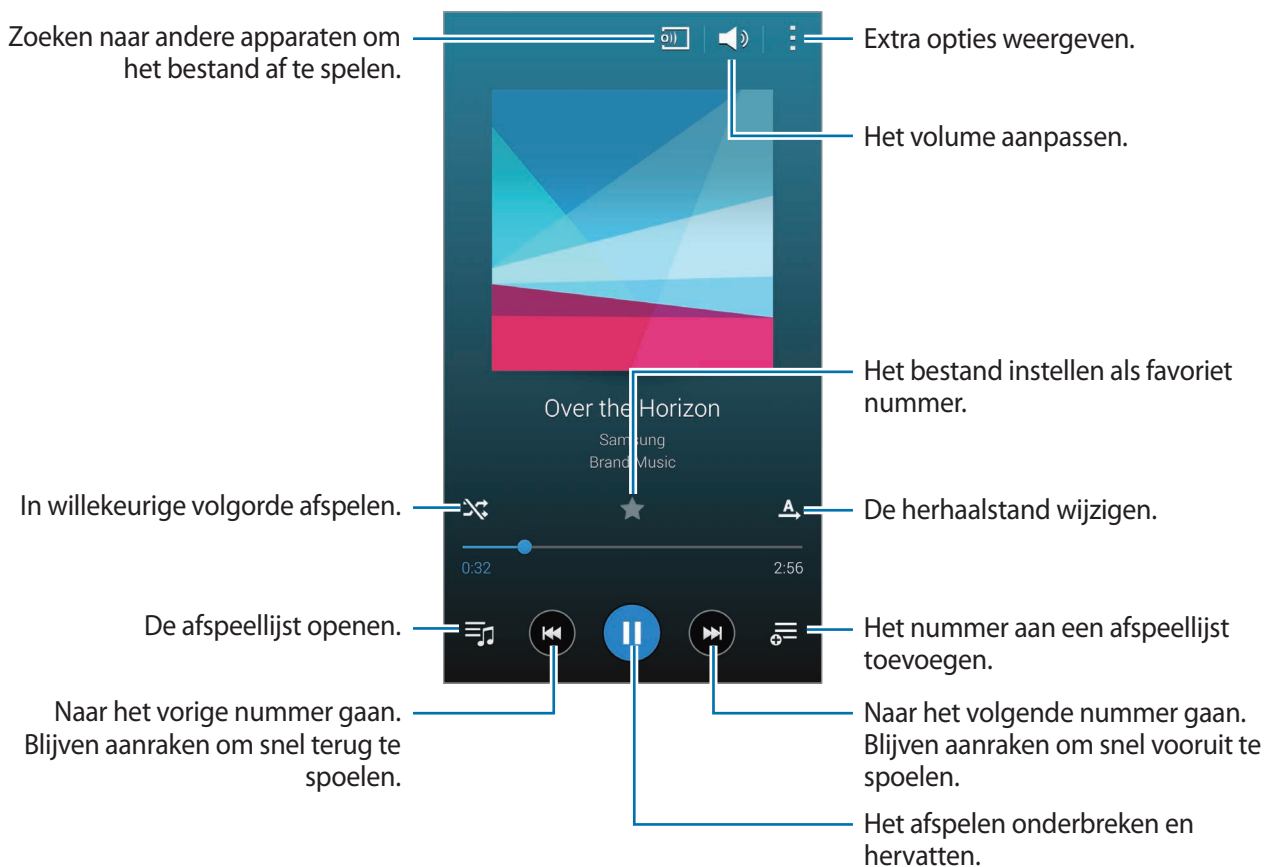 Zoeken naar andere apparaten om
het bestand af te spelen.
Extra opties weergeven.
Het volume aanpassen.
Het bestand instellen als favoriet
nummer.
Over the Horizon
Samsung
Brand Music
In willekeurige volgorde afspelen.
A
De herhaalstand wijzigen.
0:32
2:56
De afspeellijst openen.
Het nummer aan een afspeellijst
toevoegen.
Naar het vorige nummer gaan.
Blijven aanraken om snel terug te
spoelen.
Naar het volgende nummer gaan.
Blijven aanraken om snel vooruit te
spoelen.
Het afspelen onderbreken en
hervatten.